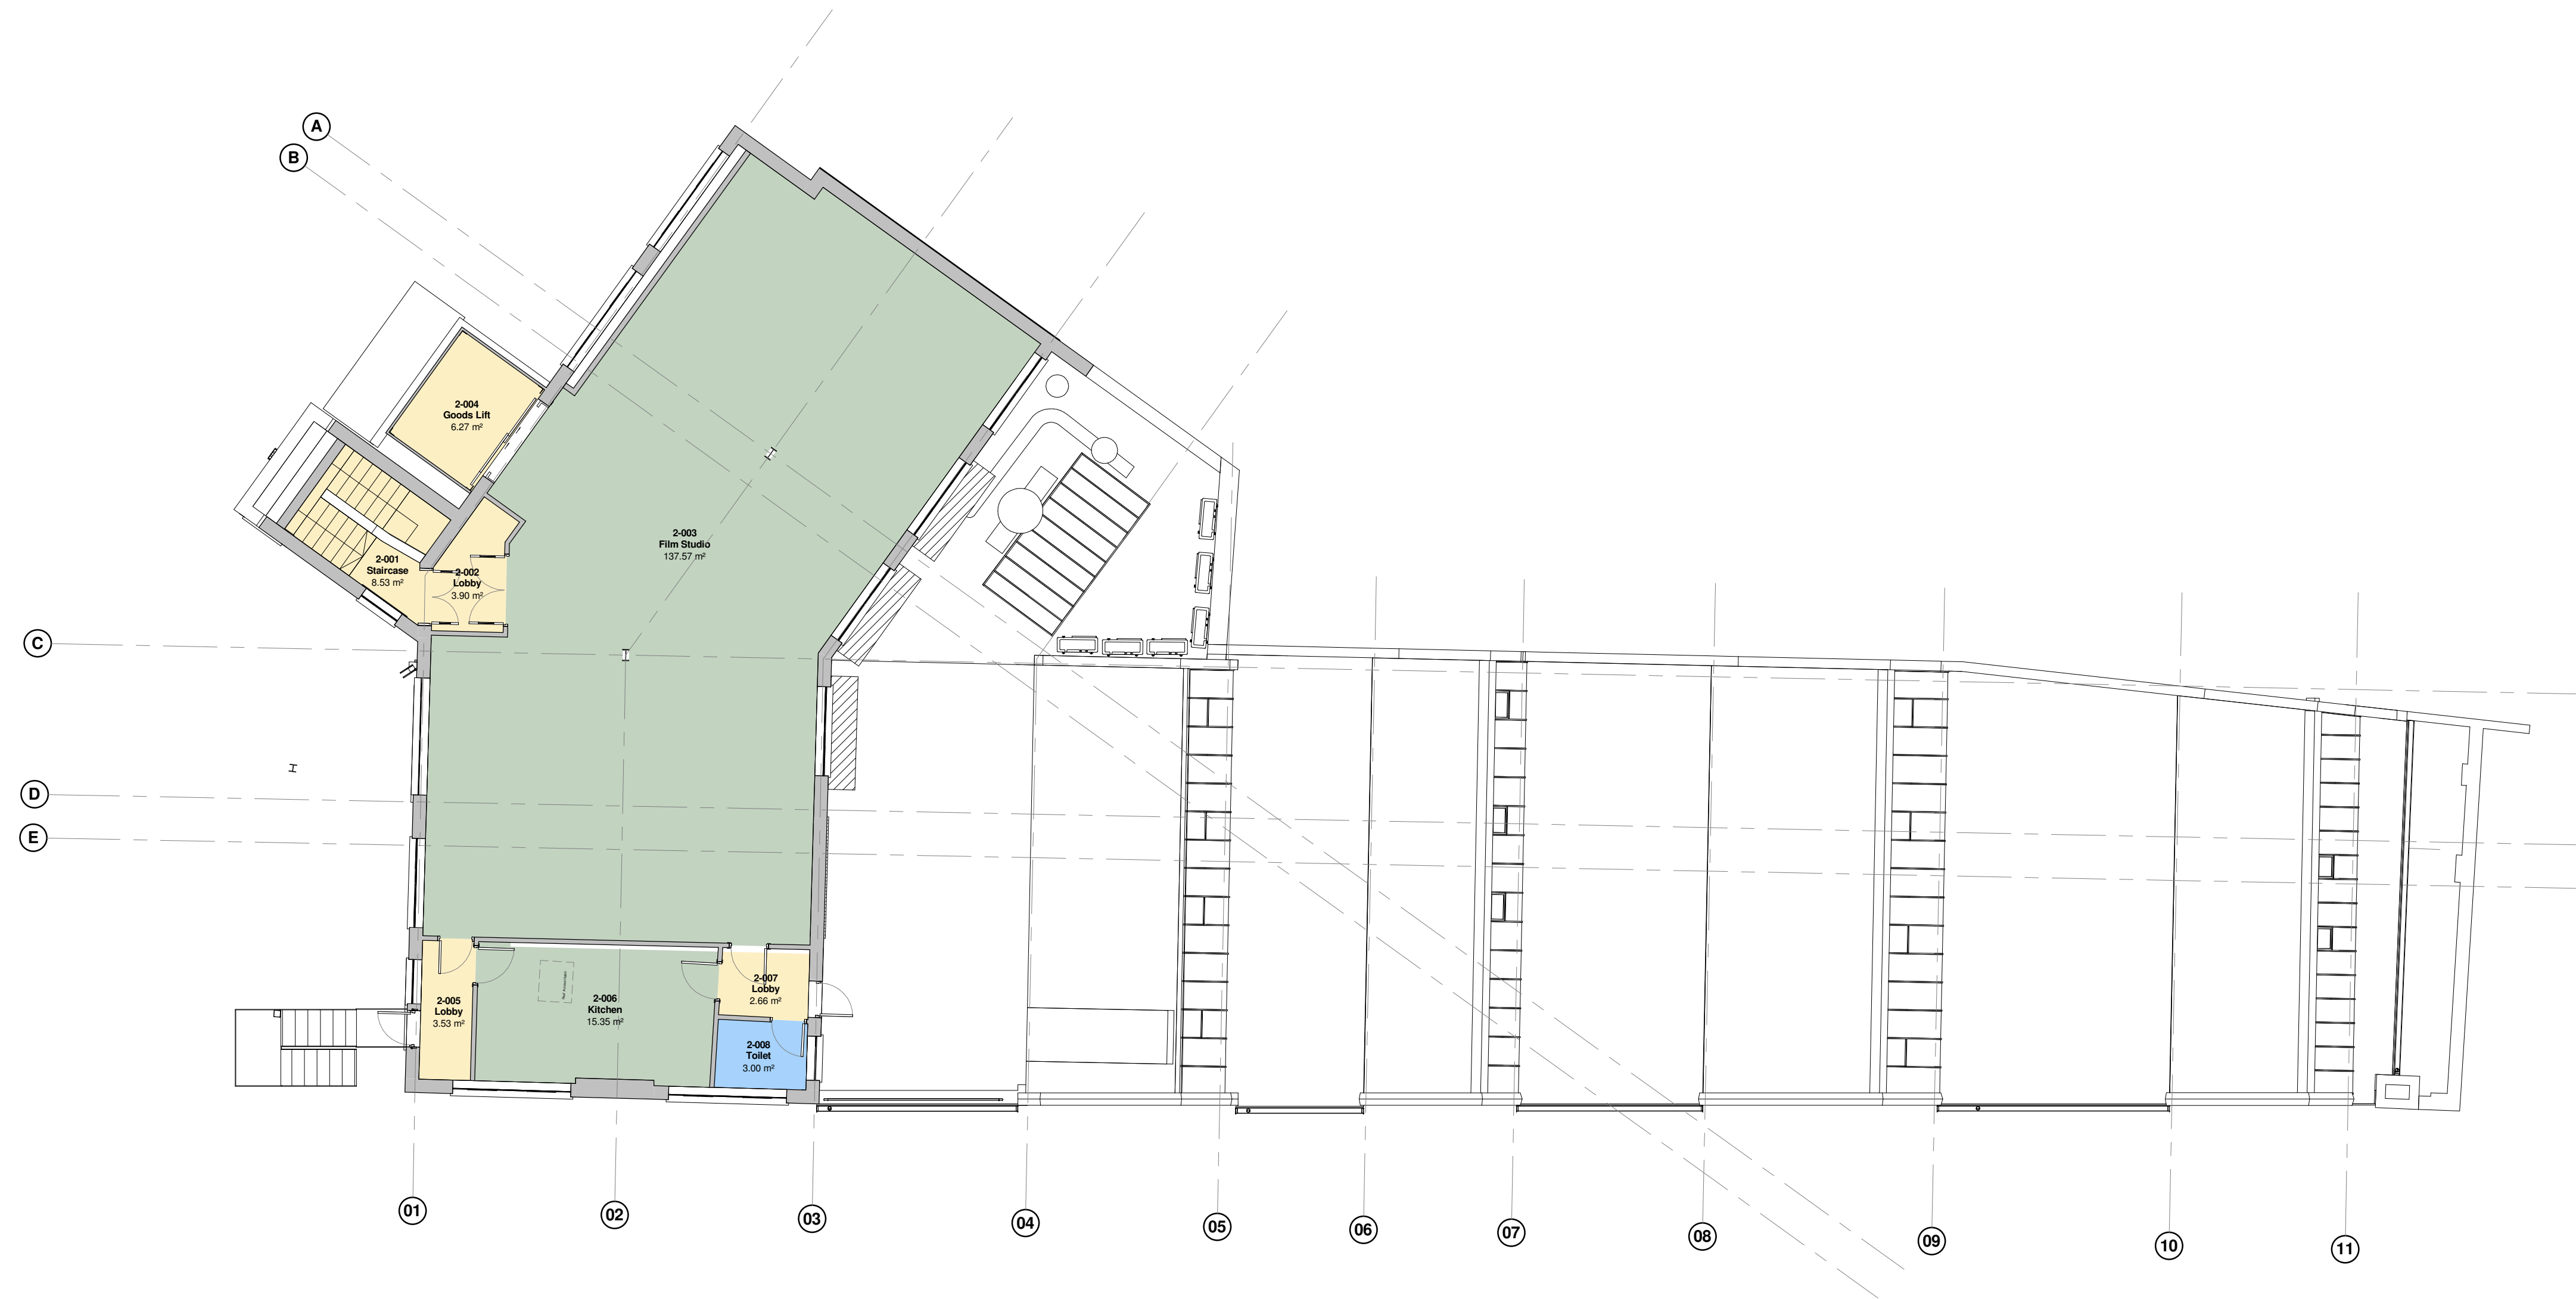 A
B
2-004
Goods Lift
6.27 m²
2-003
Film Studio
137.57 m²
2-001
Staircase
8.53 m²
2-002
Lobby
3.90 m²
C
D
E
2-005
Lobby
3.53 m²
2-006
Kitchen
15.35 m²
2-007
Lobby
2.66 m²
2-008
Toilet
3.00 m²
01
02
03
04
05
06
07
08
09
10
11